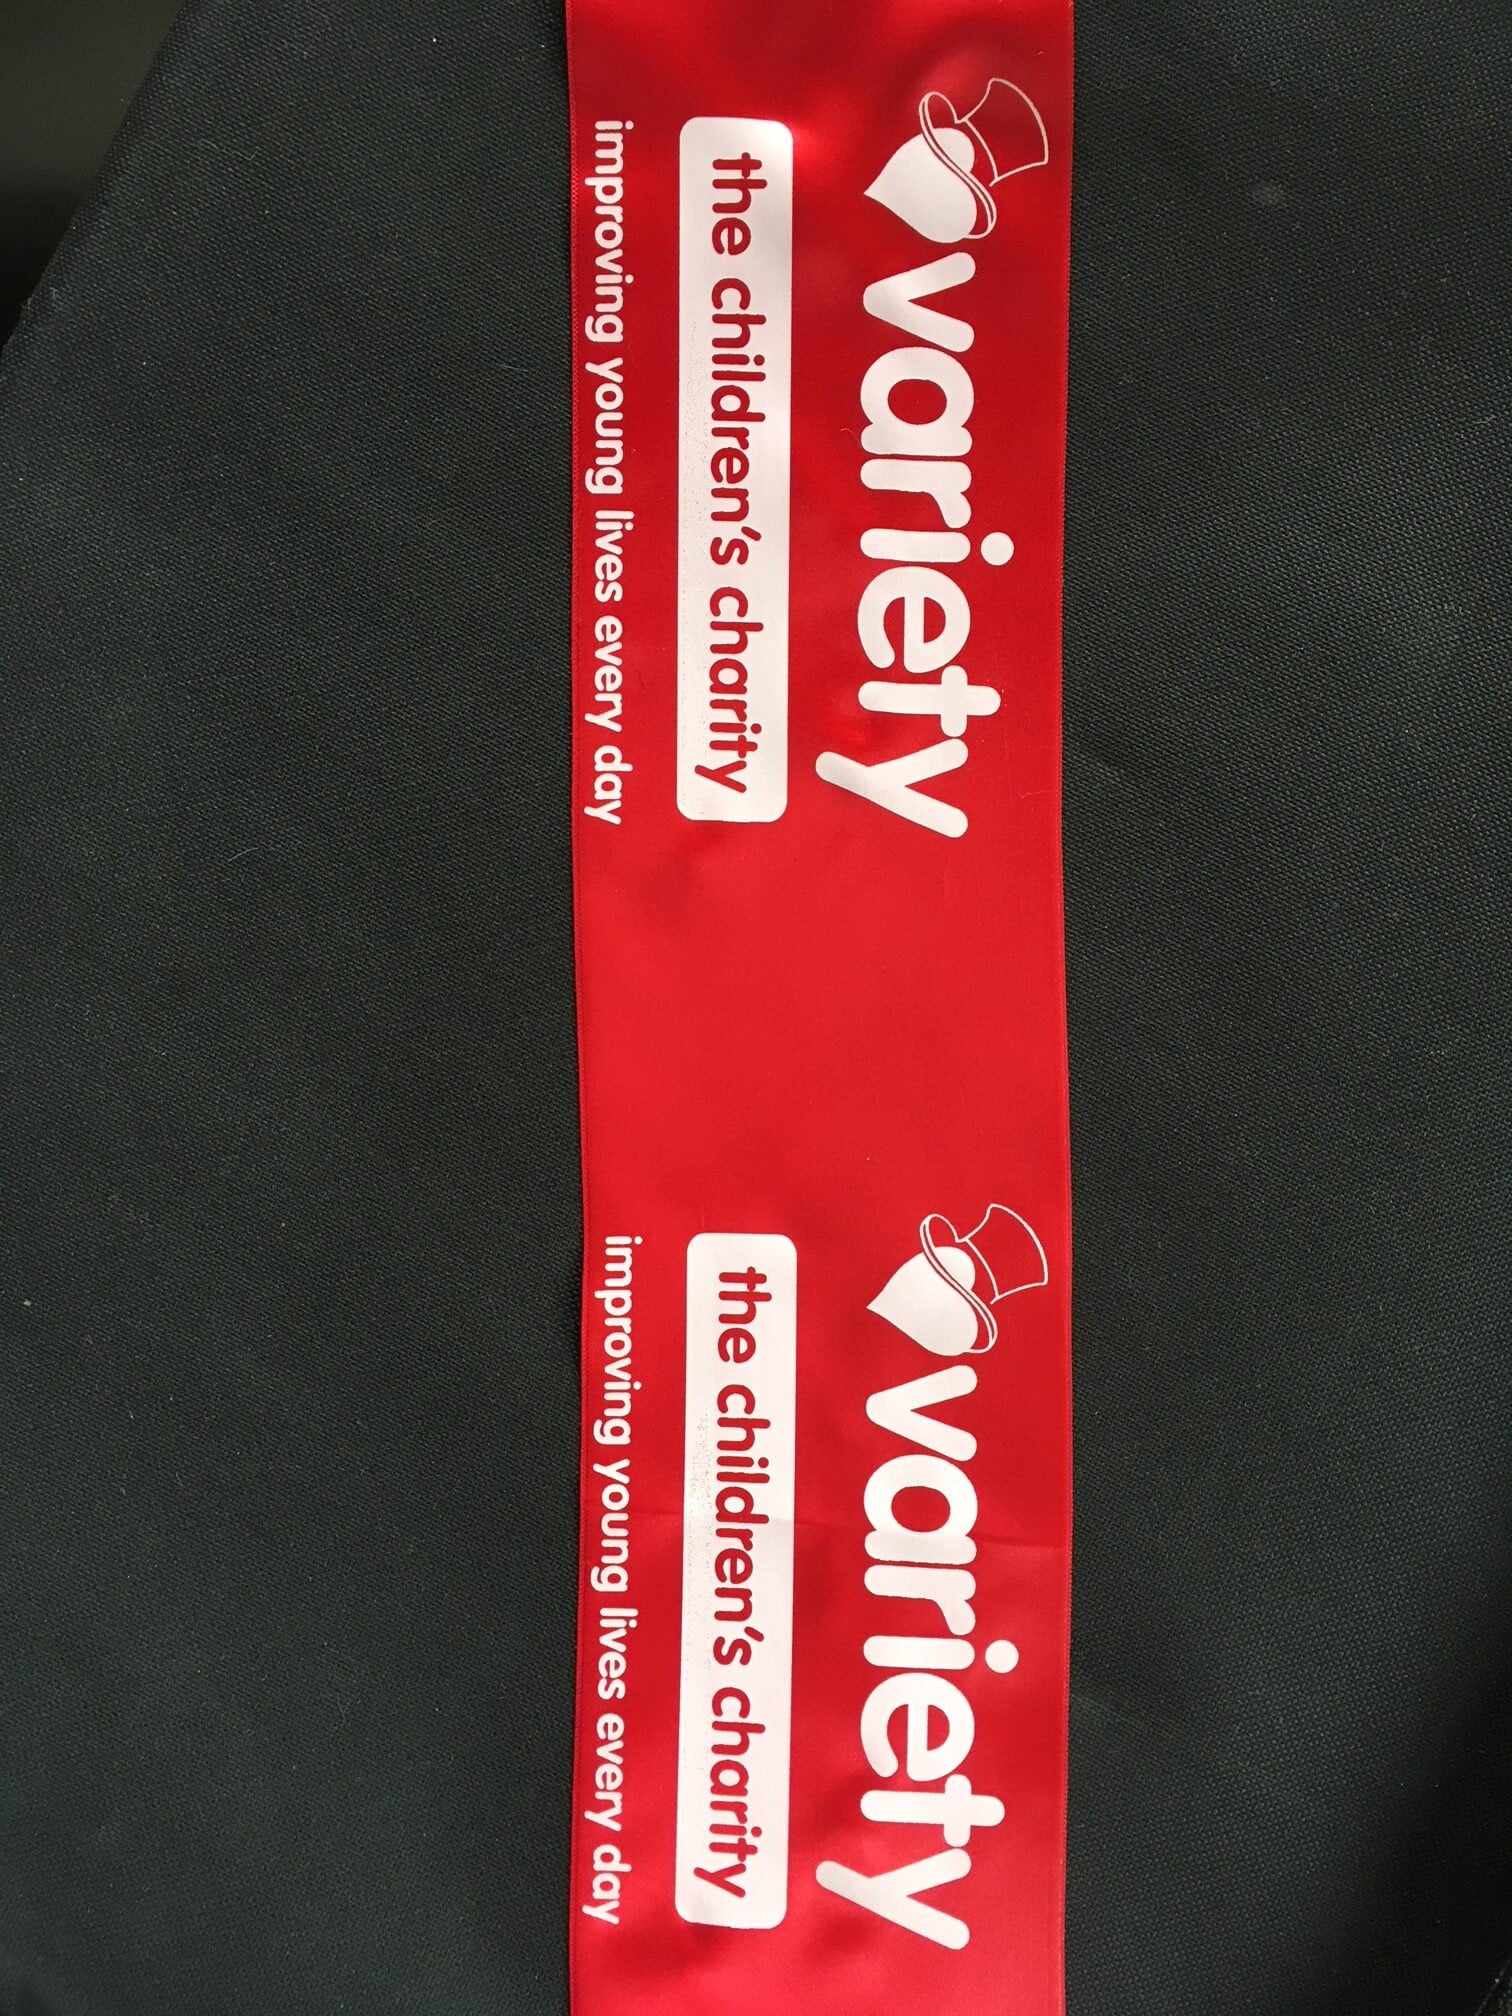 variety
the children's charity
improving young lives every day
variety
the children's charity
improving young lives every day